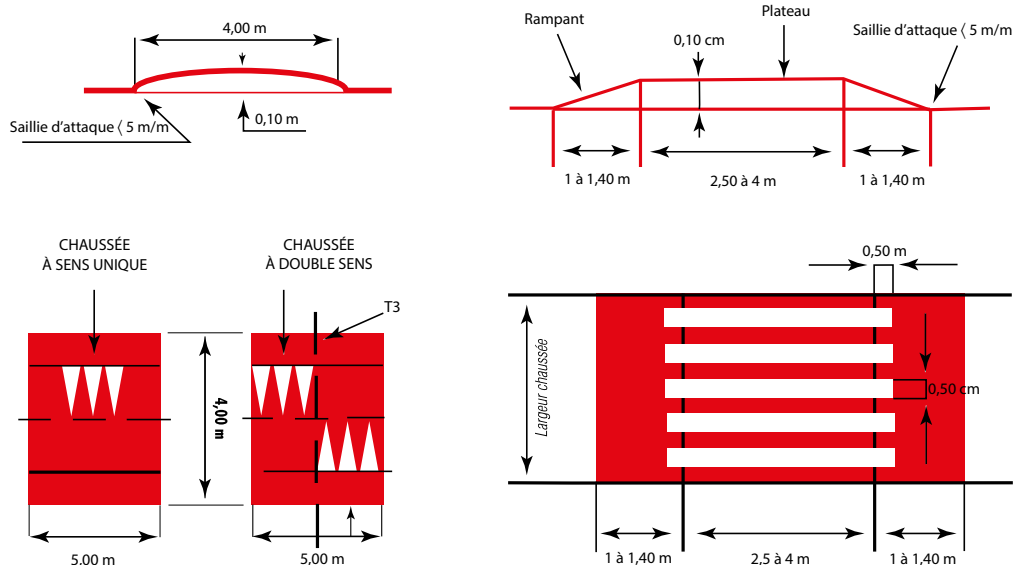 4,00 m
Saillie d'attaque 〈 5 m/m
0,10 m
Rampant
Plateau
0,10 cm
Saillie d'attaque 〈 5 m/m
1 à 1,40 m
2,50 à 4 m
1 à 1,40 m
CHAUSSÉE
À SENS UNIQUE
CHAUSSÉE
À DOUBLE SENS
T3
4,00 m
5.00 m
5,00 m
0,50 m
Largeur chaussée
0,50 cm
1 à 1,40 m
2,5 à 4 m
1 à 1,40 m